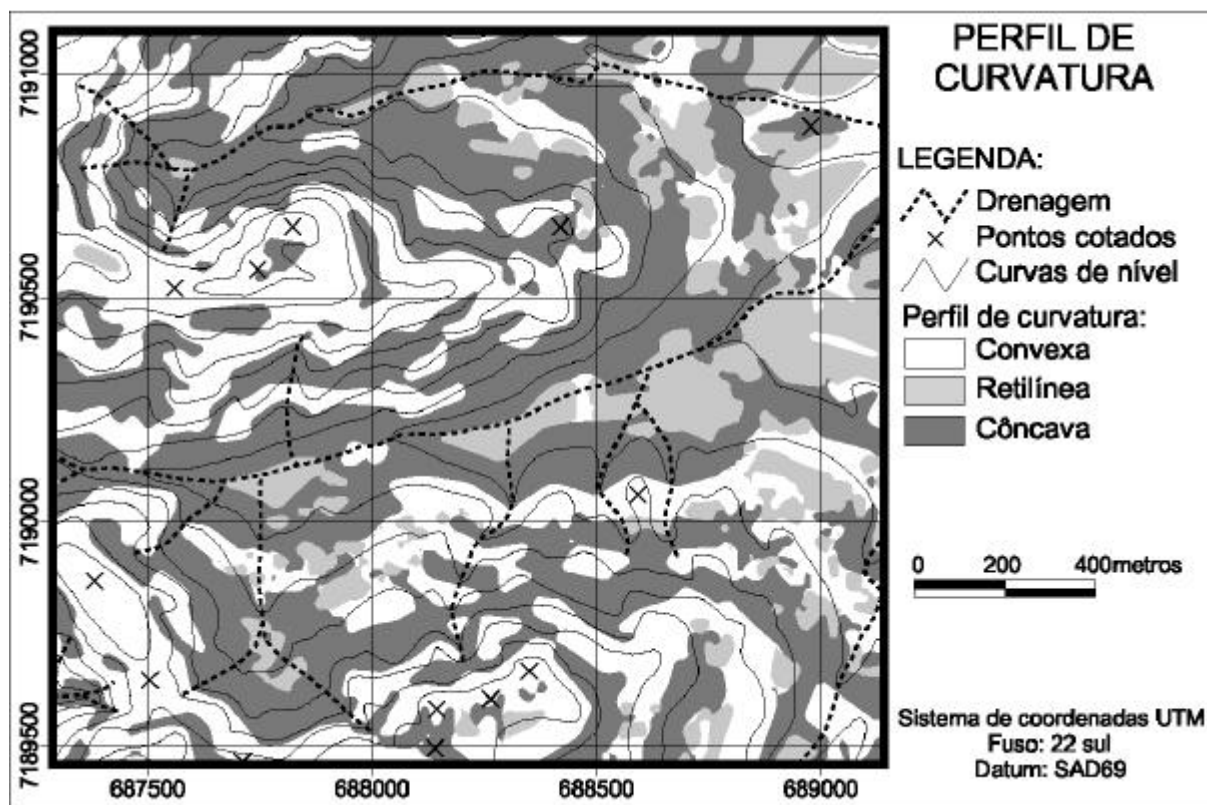 PERFIL DE
CURVATURA
LEGENDA:
Drenagem
Pontos cotados
Curvas de nível
Perfil de curvatura:
Convexa
Retilínea
Côncava
0 200 400metros
Sistema de coordenadas UTM
Fuso: 22 sul
Datum: SAD69
7191000
7190500
7190000
7189500
687500 688000 688500 689000